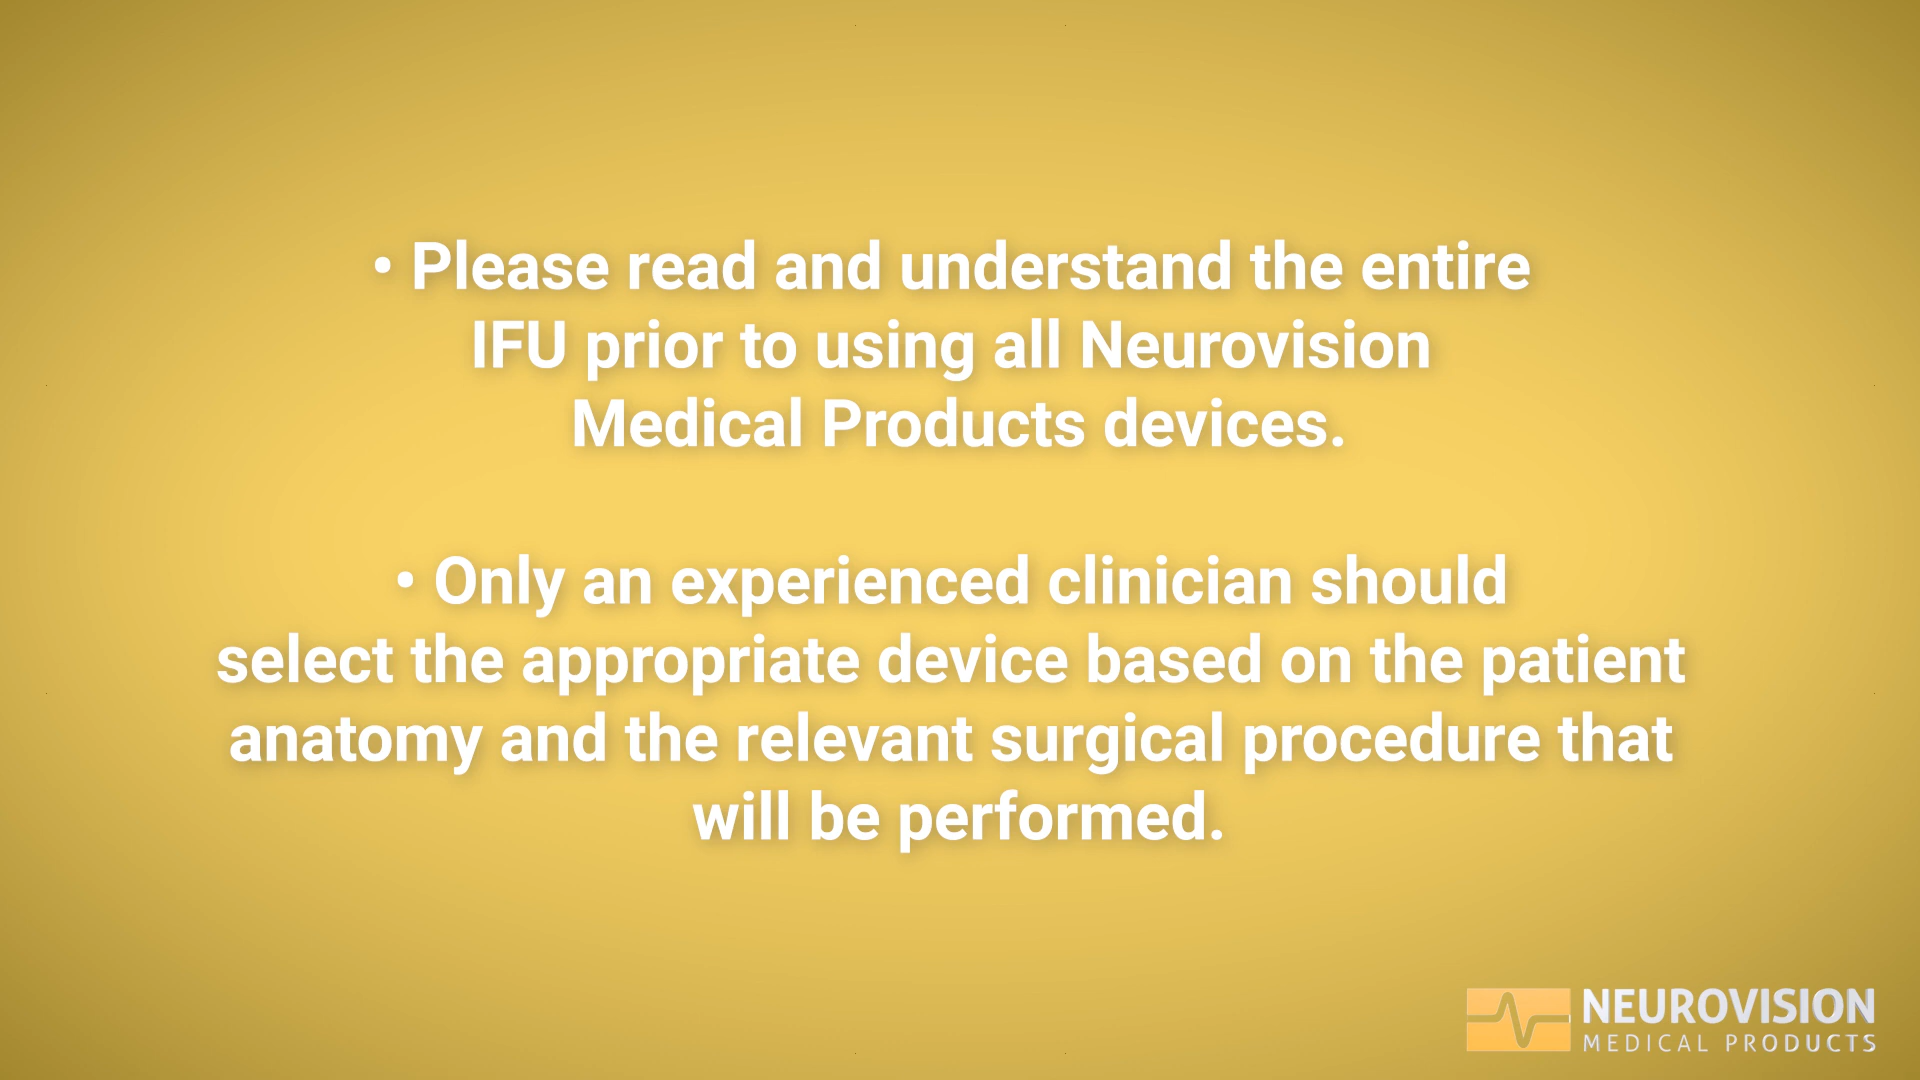 • Please read and understand the entire
IFU prior to using all Neurovision
Medical Products devices.
• Only an experienced clinician should
select the appropriate device based on the patient
anatomy and the relevant surgical procedure that
will be performed.
NEUROVISION
MEDICAL PRODUCTS